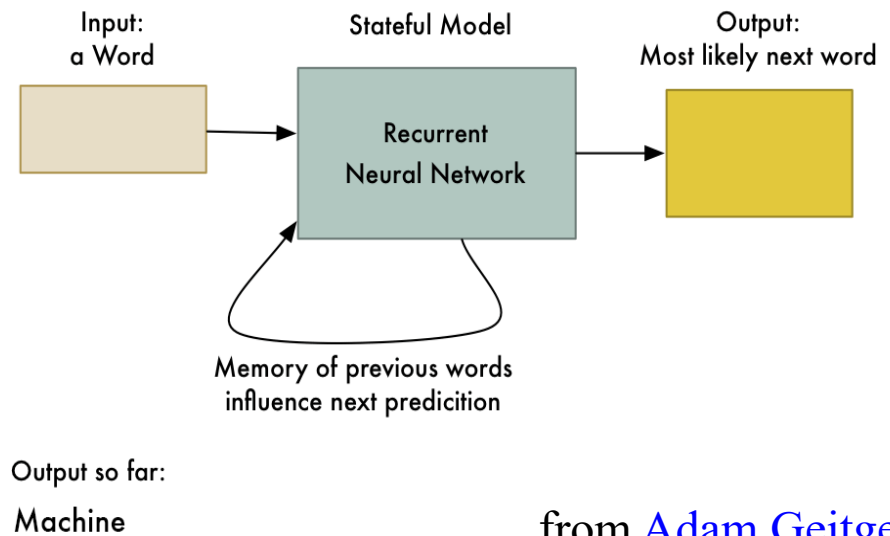 Input:
a Word
Stateful Model
Output:
Most likely next word
Recurrent
Neural Network
Memory of previous words
influence next predicition
Output so far:
Machine
from Adam Geitge